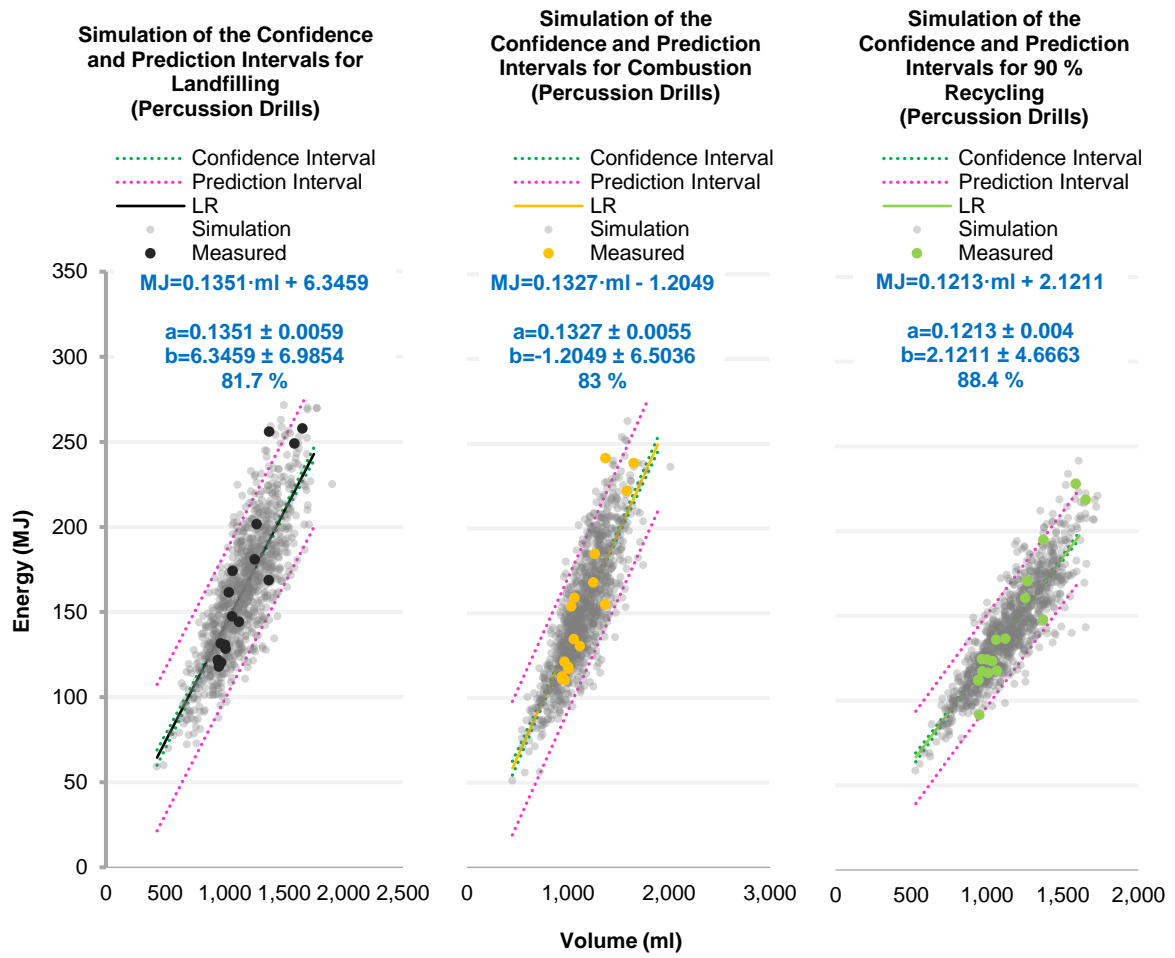 Simulation of the Confidence
and Prediction Intervals for
Landfilling
(Percussion Drills)
Confidence Interval
Prediction Interval
LR
Simulation
Measured
MJ=0.1351·ml + 6.3459
a=0.1351 ± 0.0059
b=6.3459 ± 6.9854
81.7 %
Simulation of the
Confidence and Prediction
Intervals for Combustion
(Percussion Drills)
Confidence Interval
Prediction Interval
LR
Simulation
Measured
MJ=0.1327·ml - 1.2049
a=0.1327 ± 0.0055
b=-1.2049 ± 6.5036
83 %
Simulation of the
Confidence and Prediction
Intervals for 90 %
Recycling
(Percussion Drills)
Confidence Interval
Prediction Interval
LR
Simulation
Measured
MJ=0.1213·ml + 2.1211
a=0.1213 ± 0.004
b=2.1211 ± 4.6663
88.4 %
350
300
250
200
150
100
50
0
Energy (MJ)
0 500 1,000 1,500 2,000 2,500
0 1,000 2,000 3,000
0 500 1,000 1,500 2,000
Volume (ml)